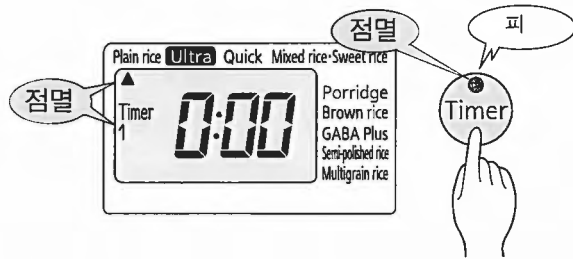 점멸
피
Plain rice Ultra Quick Mixed rice·Sweet rice
점멸
Timer
1
0:00
Porridge
Brown rice
GABA Plus
Semi-polished rice
Multigrain rice
Timer